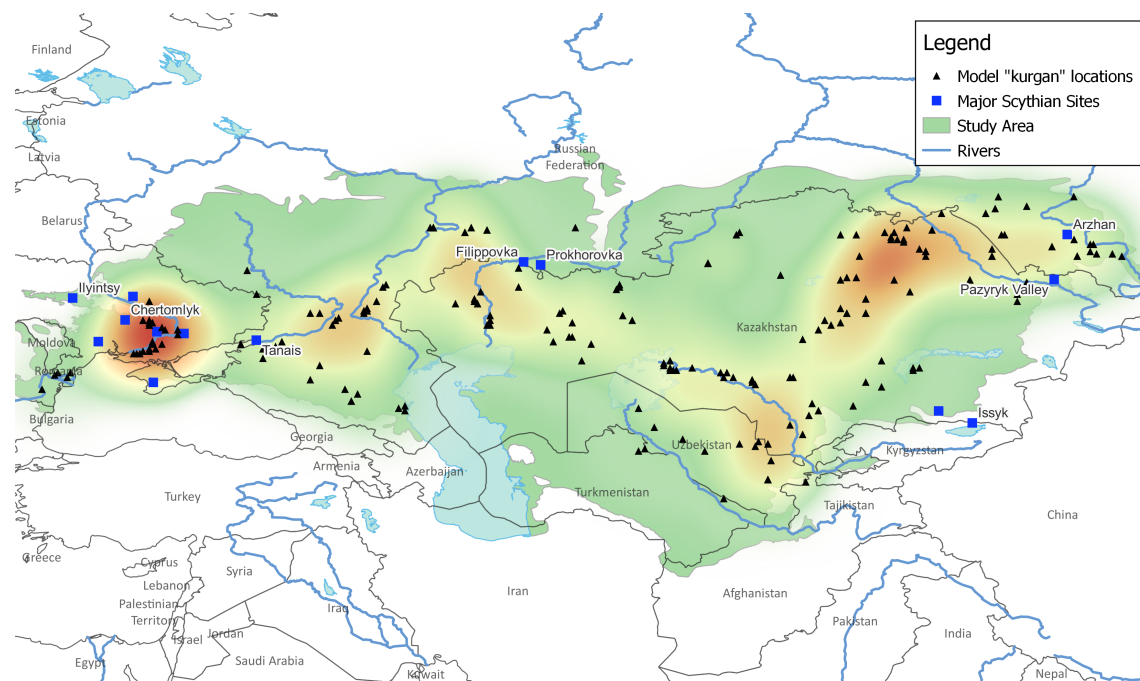 Legend
Model "kurgan" locations
Major Scythian Sites
Study Area
Rivers
Finland
Estonia
Latvia
Russian
Federation
Belarus
Arzhan
Filippovka
Prokhorovka
Ilyintsy
Pazyryk Valley
Chertomlyk
Kazakhstan
Moldova
Tanais
Romania
Bulgaria
Issyk
Georgia
Uzbekistan
Kyrgyzstan
Armenia
Azerbaijan
Turkey
Turkmenistan
Tajikistan
China
Greece
Cyprus
Syria
Lebanon
Iran
Afghanistan
Palestinian
Territory
Iraq
Pakistan
Israel
Jordan
India
Egypt
Saudi Arabia
Kuwait
Nepal